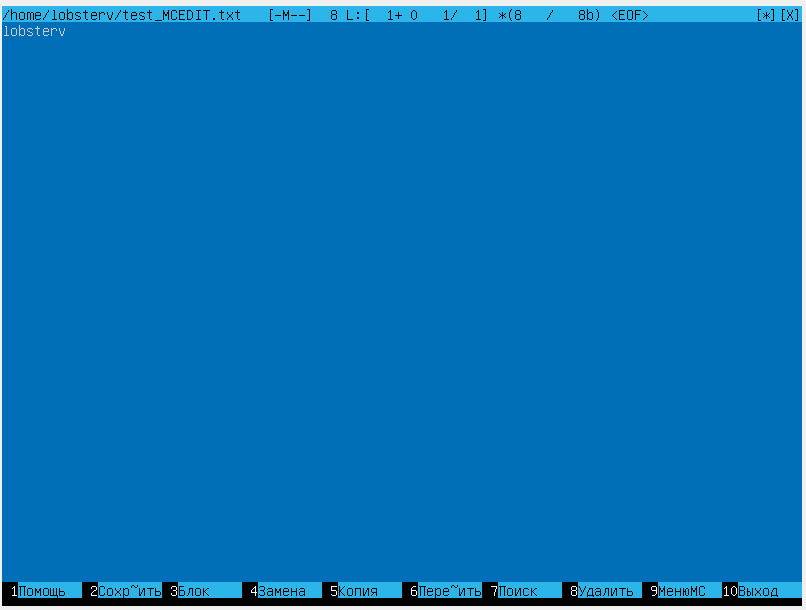 /home/lobsterv/test_MCEDIT.txt [-M--] 8 L:[ 1+ 0 1/ 1] *(8 / 8b) <EOF> [*][X]
lobsterv
1Помощь 2Сохр~ить 3Блок 4Замена 5Копия 6Пере~ить 7Поиск 8Удалить 9МенюMC 10Выход